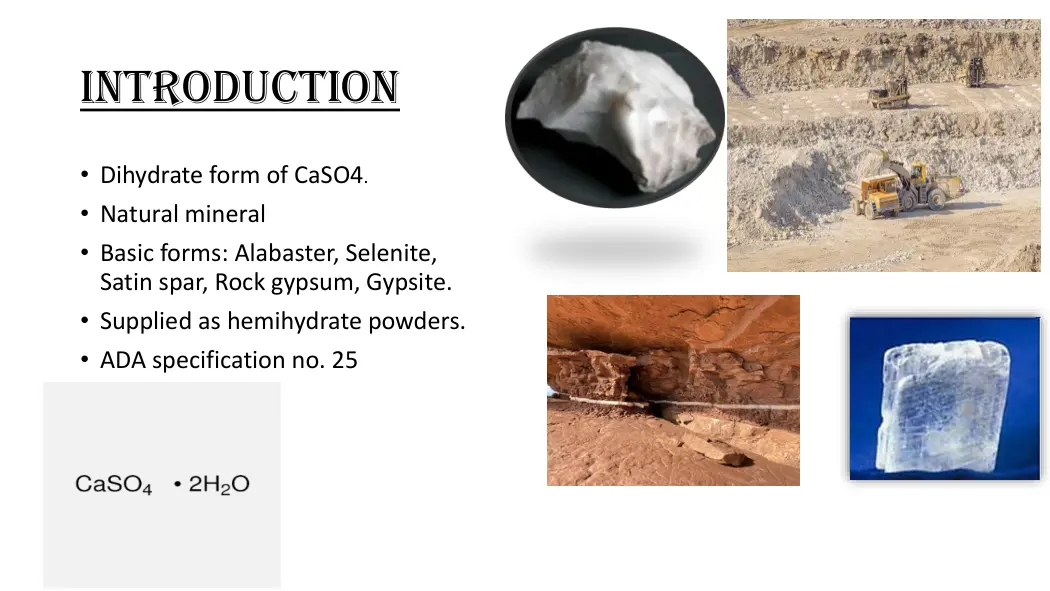 INTRODUCTION
• Dihydrate form of CaSO4.
• Natural mineral
• Basic forms: Alabaster, Selenite,
Satin spar, Rock gypsum, Gypsite.
• Supplied as hemihydrate powders.
• ADA specification no. 25
CaSO₄ • 2H₂O